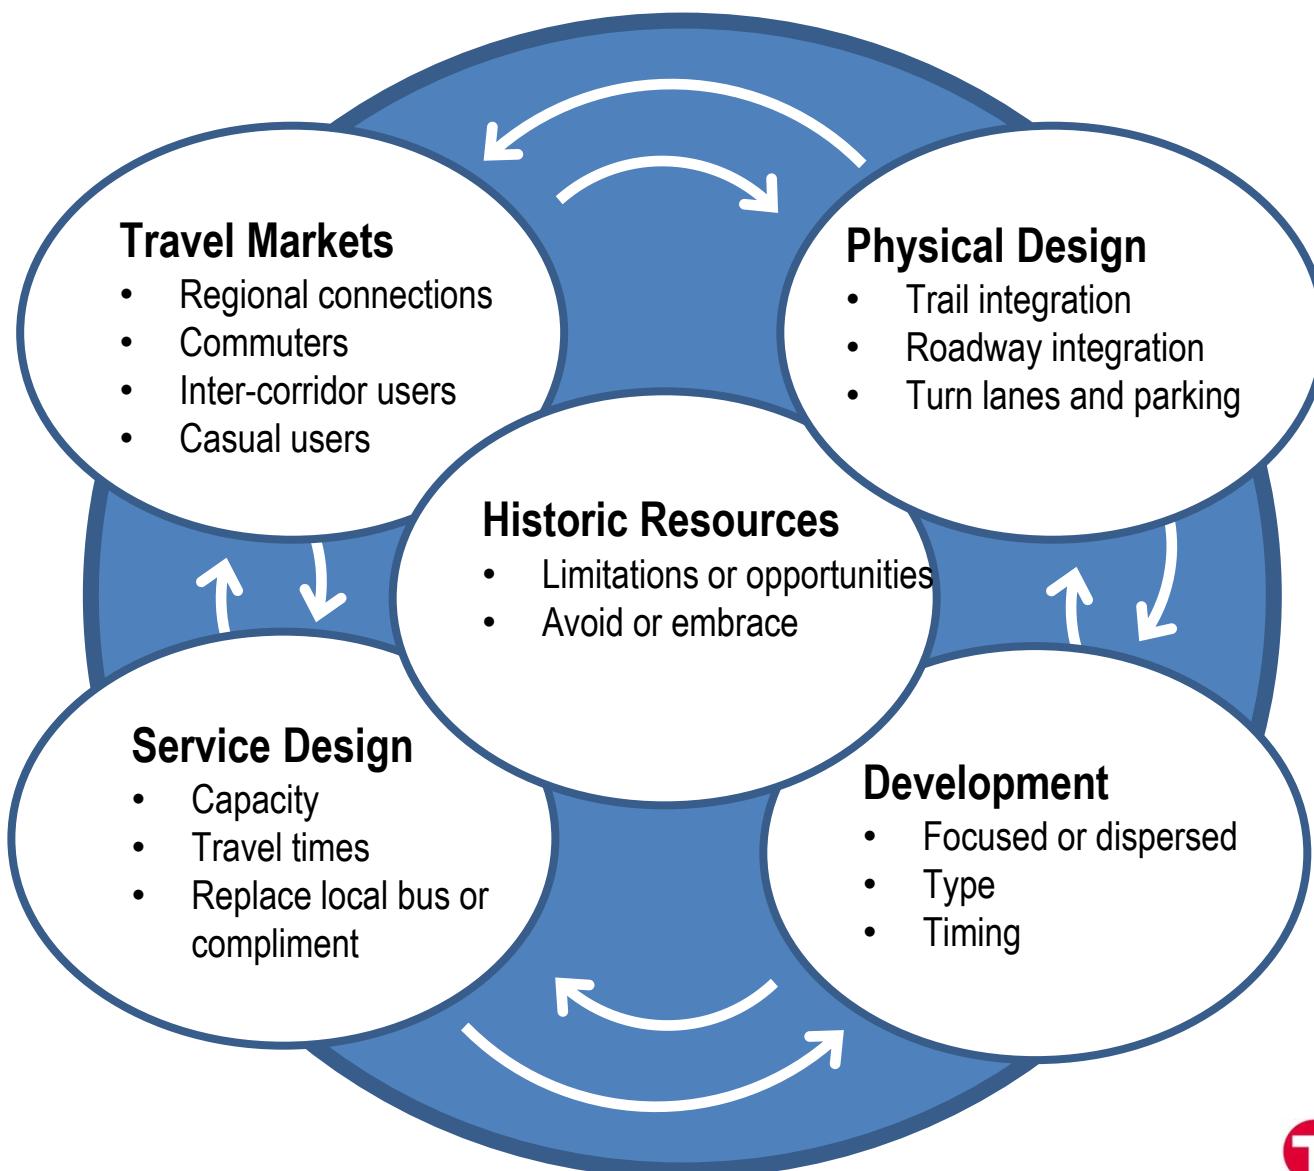 Travel Markets
• Regional connections
• Commuters
• Inter-corridor users
• Casual users
Physical Design
• Trail integration
• Roadway integration
• Turn lanes and parking
Historic Resources
• Limitations or opportunities
• Avoid or embrace
Service Design
• Capacity
• Travel times
• Replace local bus or
compliment
Development
• Focused or dispersed
• Type
• Timing